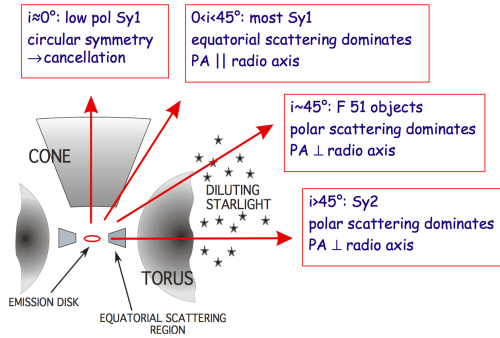 i≈0°: low pol Sy1
circular symmetry
→cancellation
0<i<45°: most Sy1
equatorial scattering dominates
PA || radio axis
i~45°: F 51 objects
polar scattering dominates
PA ⊥ radio axis
CONE
DILUTING
STARLIGHT
i>45°: Sy2
polar scattering dominates
PA ⊥ radio axis
TORUS
EMISSION DISK
EQUATORIAL SCATTERING
REGION